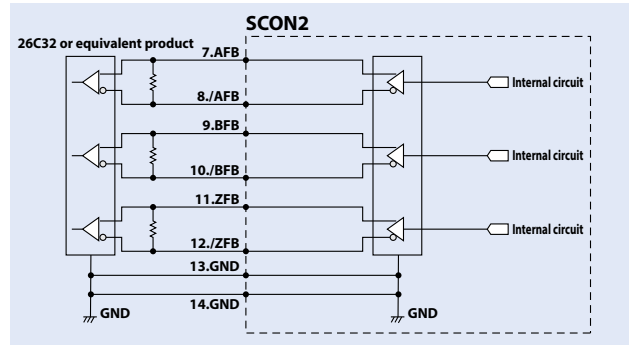 SCON2
26C32 or equivalent product
7.AFB
Internal circuit
8./AFB
9.BFB
Internal circuit
10./BFB
11.ZFB
Internal circuit
12./ZFB
13.GND
14.GND
GND
GND